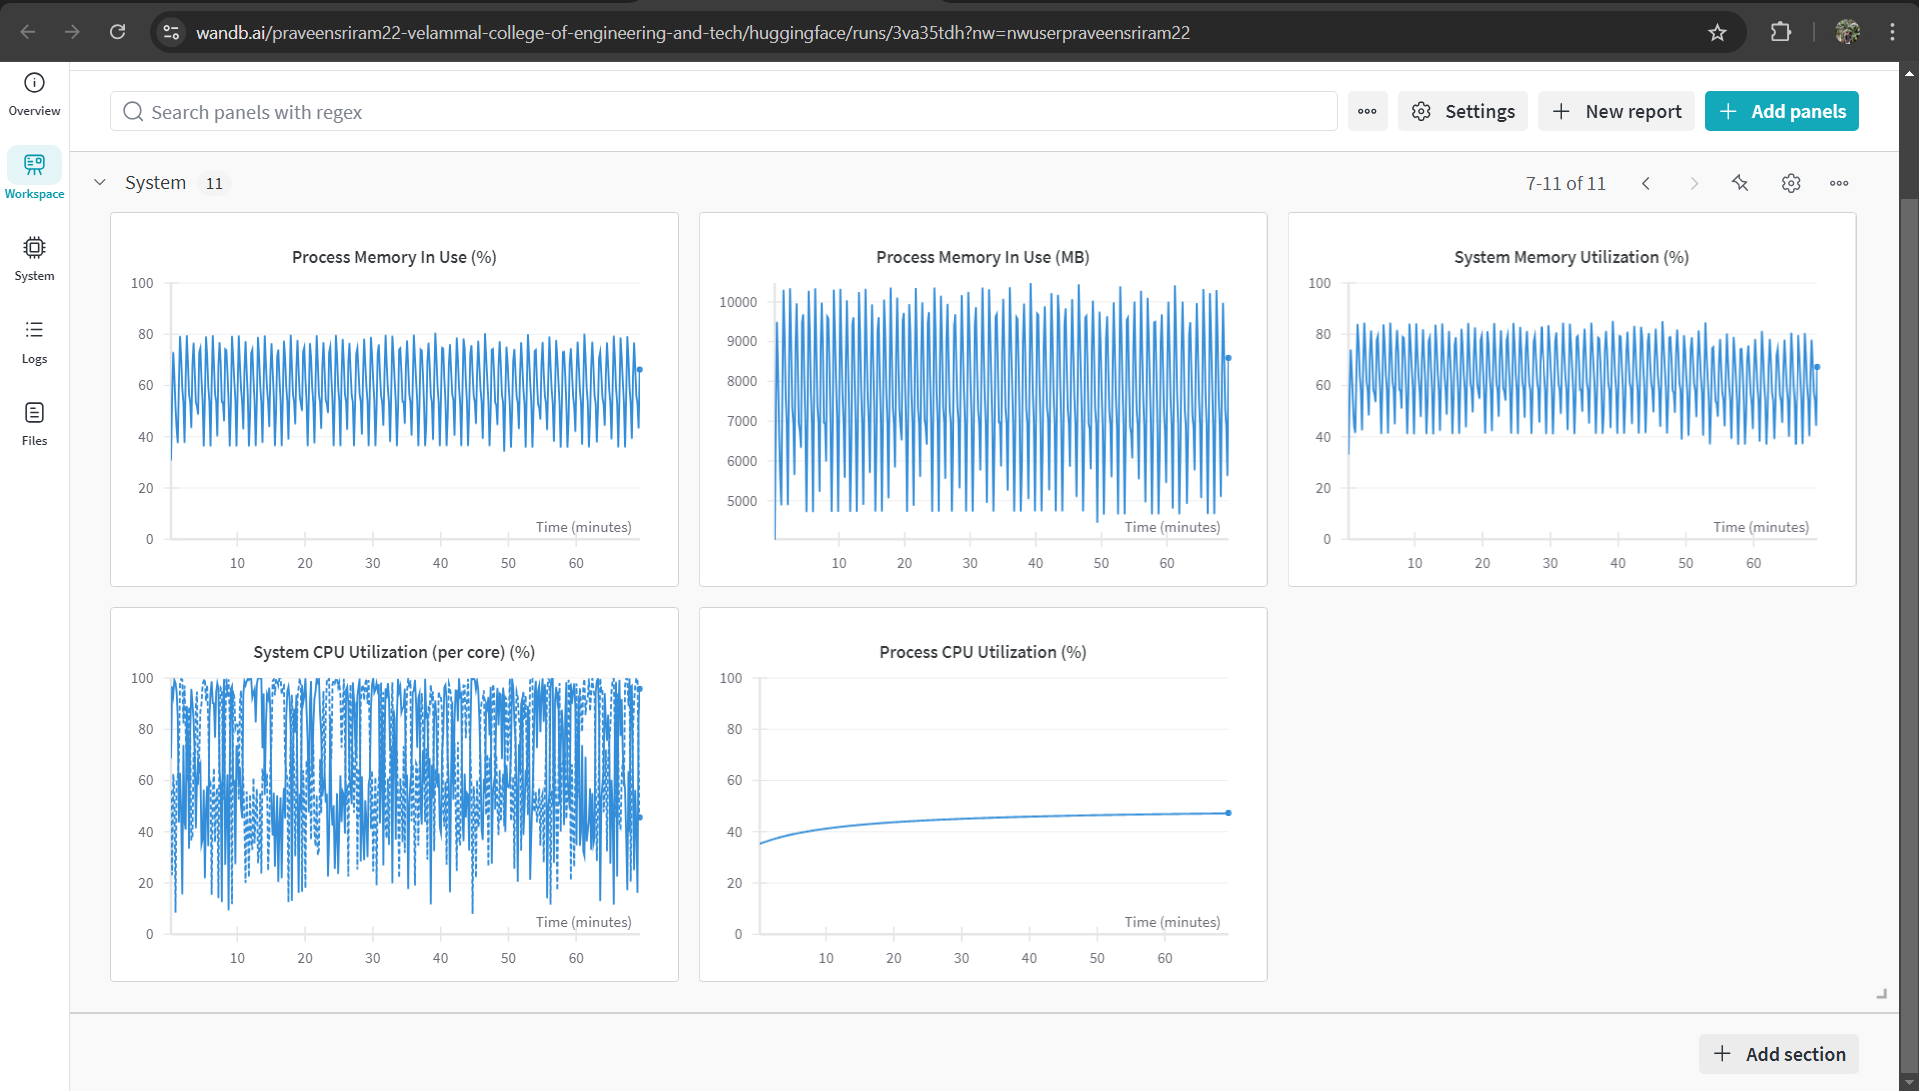 wandb.ai/praveensriram22-velammal-college-of-engineering-and-tech/huggingface/runs/3va35tdh?nw=nwuserpraveensriram22
Overview
Workspace
System
Logs
Files
Search panels with regex
Settings
New report
Add panels
System 11
7-11 of 11
Process Memory In Use (%)
100
80
60
40
20
0
Time (minutes)
10 20 30 40 50 60
Process Memory In Use (MB)
10000
9000
8000
7000
6000
5000
Time (minutes)
10 20 30 40 50 60
System Memory Utilization (%)
100
80
60
40
20
0
Time (minutes)
10 20 30 40 50 60
System CPU Utilization (per core) (%)
100
80
60
40
20
0
Time (minutes)
10 20 30 40 50 60
Process CPU Utilization (%)
100
80
60
40
20
0
Time (minutes)
10 20 30 40 50 60
Add section